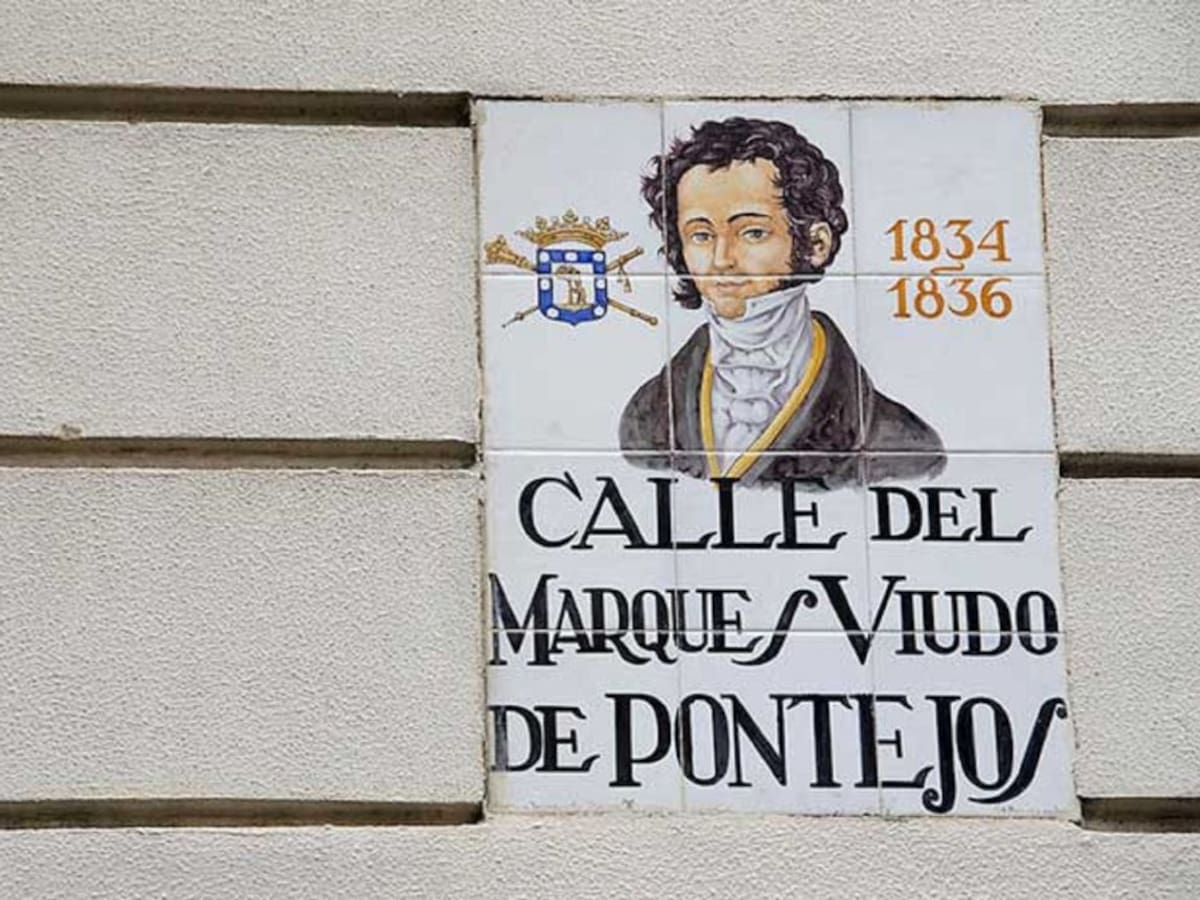 1834
1836
CALLE DEL
MARQUES VIUDO
DE PONTEJOS